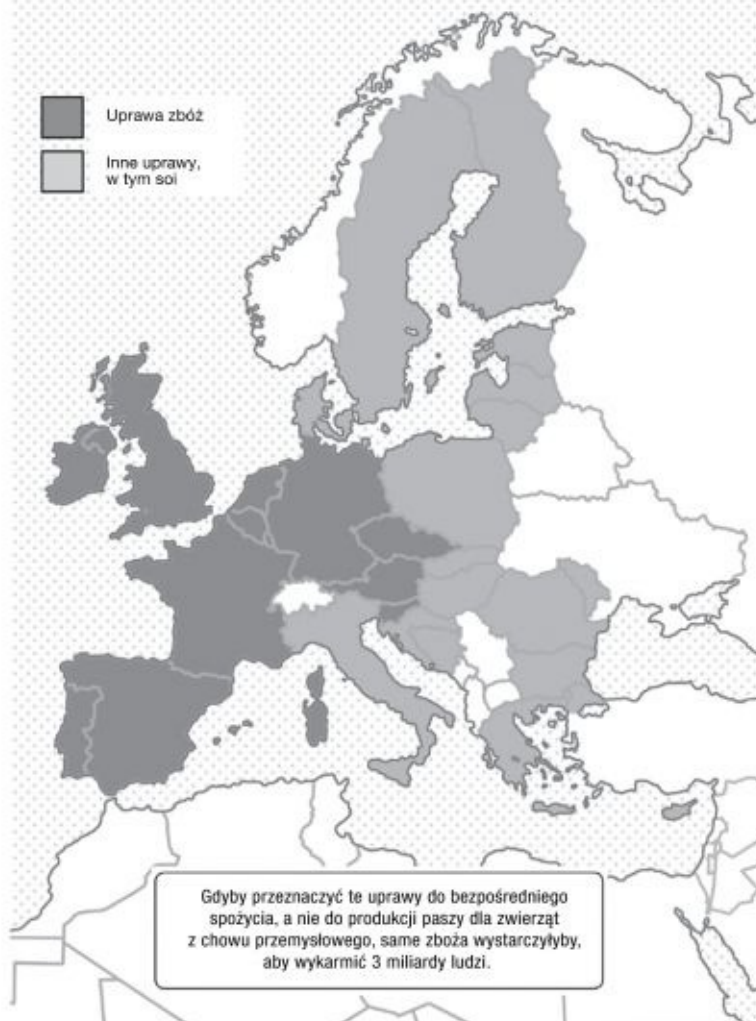 Uprawa zbóż
Inne uprawy,
w tym soi
Gdyby przeznaczyć te uprawy do bezpośredniego
spożycia, a nie do produkcji paszy dla zwierząt
z chowu przemysłowego, same zboża wystarczyłyby,
aby wykarmić 3 miliardy ludzi.